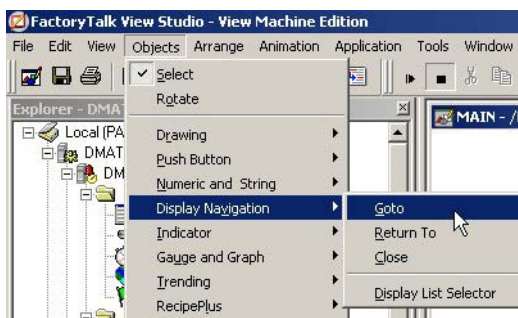 FactoryTalk View Studio - View Machine Edition
File Edit View Objects Arrange Animation Application Tools Window
Select
Explorer - DMAT
Rotate
MAIN - /
Local (PA
Drawing
DMAT
Push Button
DM
Numeric and String
Display Navigation
Goto
Indicator
Return To
Gauge and Graph
Close
Trending
Display List Selector
RecipePlus